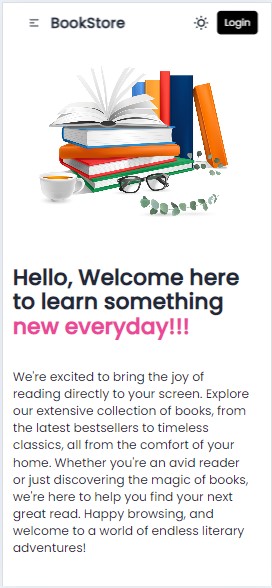 BookStore
Login
Hello, Welcome here
to learn something
new everyday!!!
We're excited to bring the joy of
reading directly to your screen. Explore
our extensive collection of books, from
the latest bestsellers to timeless
classics, all from the comfort of your
home. Whether you're an avid reader
or just discovering the magic of books,
we're here to help you find your next
great read. Happy browsing, and
welcome to a world of endless literary
adventures!